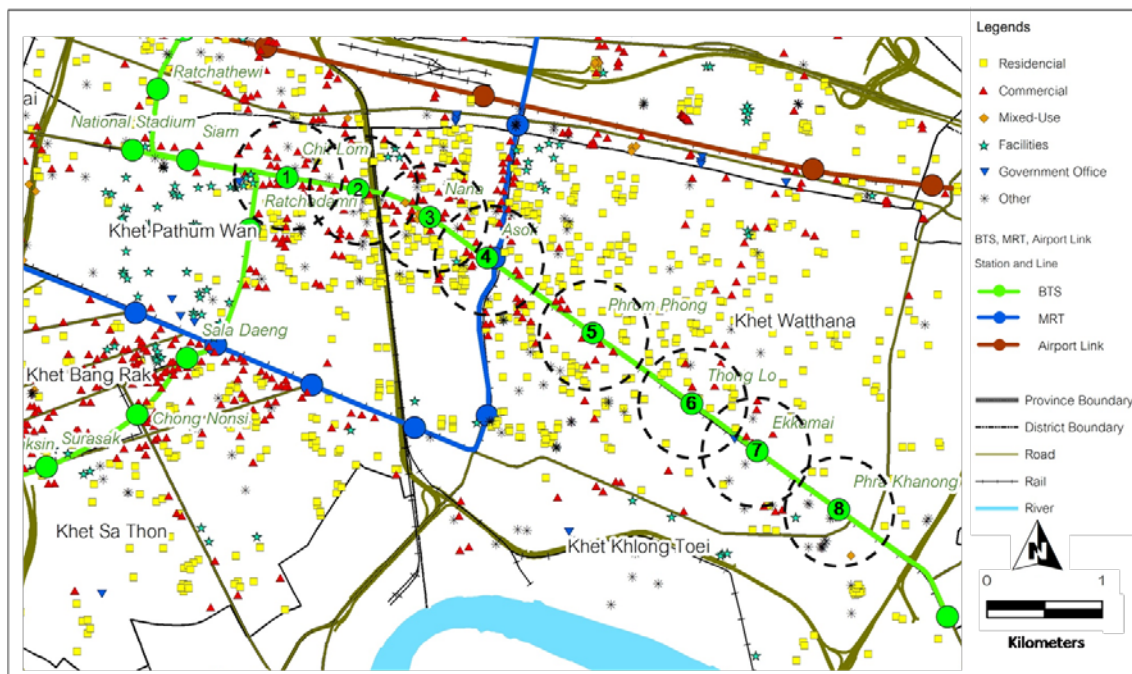 Ratchathewi
ai
National Stadium
Siam
Chit Lom
1
2
Ratchadamri
Nana
3
Khet Pathum Wan
Asok
4
Phrom Phong
5
Khet Watthana
Sala Daeng
Khet Bang Rak
Thong Lo
6
Chong Nonsi
Surasak
Ekkamai
7
Phra Khanong
8
Khet Sa Thon
Khet Khlong Toei
Legends
Residencial
Commercial
Mixed-Use
Facilities
Government Office
Other
BTS, MRT, Airport Link
Station and Line
BTS
MRT
Airport Link
Province Boundary
District Boundary
Road
Rail
River
N
0 1
Kilometers